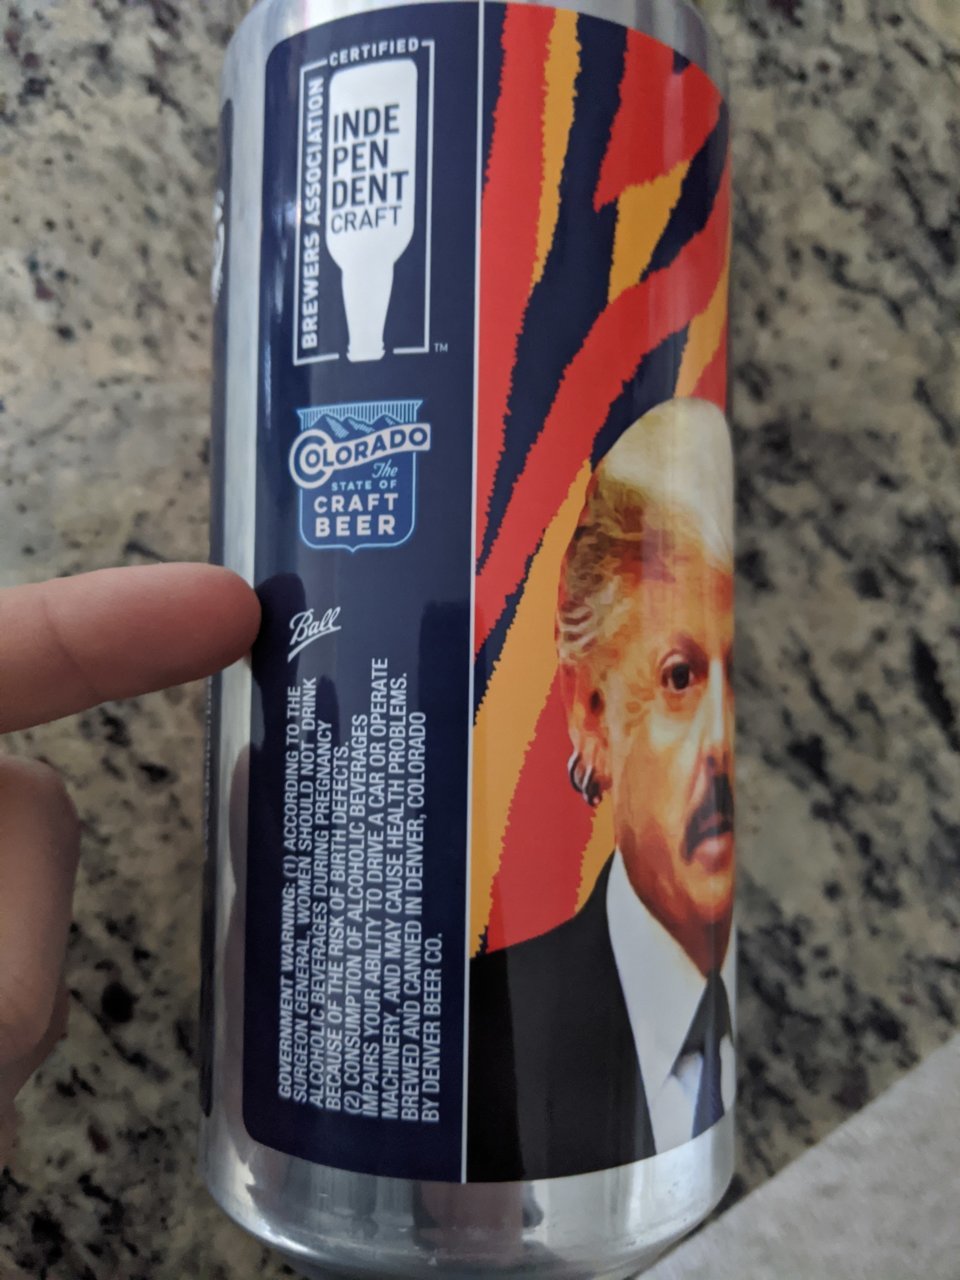 CERTIFIED
BREWERS ASSOCIATION
INDE
PEN
DENT
CRAFT
TM
COLORADO
The
STATE OF
CRAFT
BEER
Ball
GOVERNMENT WARNING: (1) ACCORDING TO THE
SURGEON GENERAL, WOMEN SHOULD NOT DRINK
ALCOHOLIC BEVERAGES DURING PREGNANCY
BECAUSE OF THE RISK OF BIRTH DEFECTS.
(2) CONSUMPTION OF ALCOHOLIC BEVERAGES
IMPAIRS YOUR ABILITY TO DRIVE A CAR OR OPERATE
MACHINERY, AND MAY CAUSE HEALTH PROBLEMS.
BREWED AND CANNED IN DENVER, COLORADO
BY DENVER BEER CO.